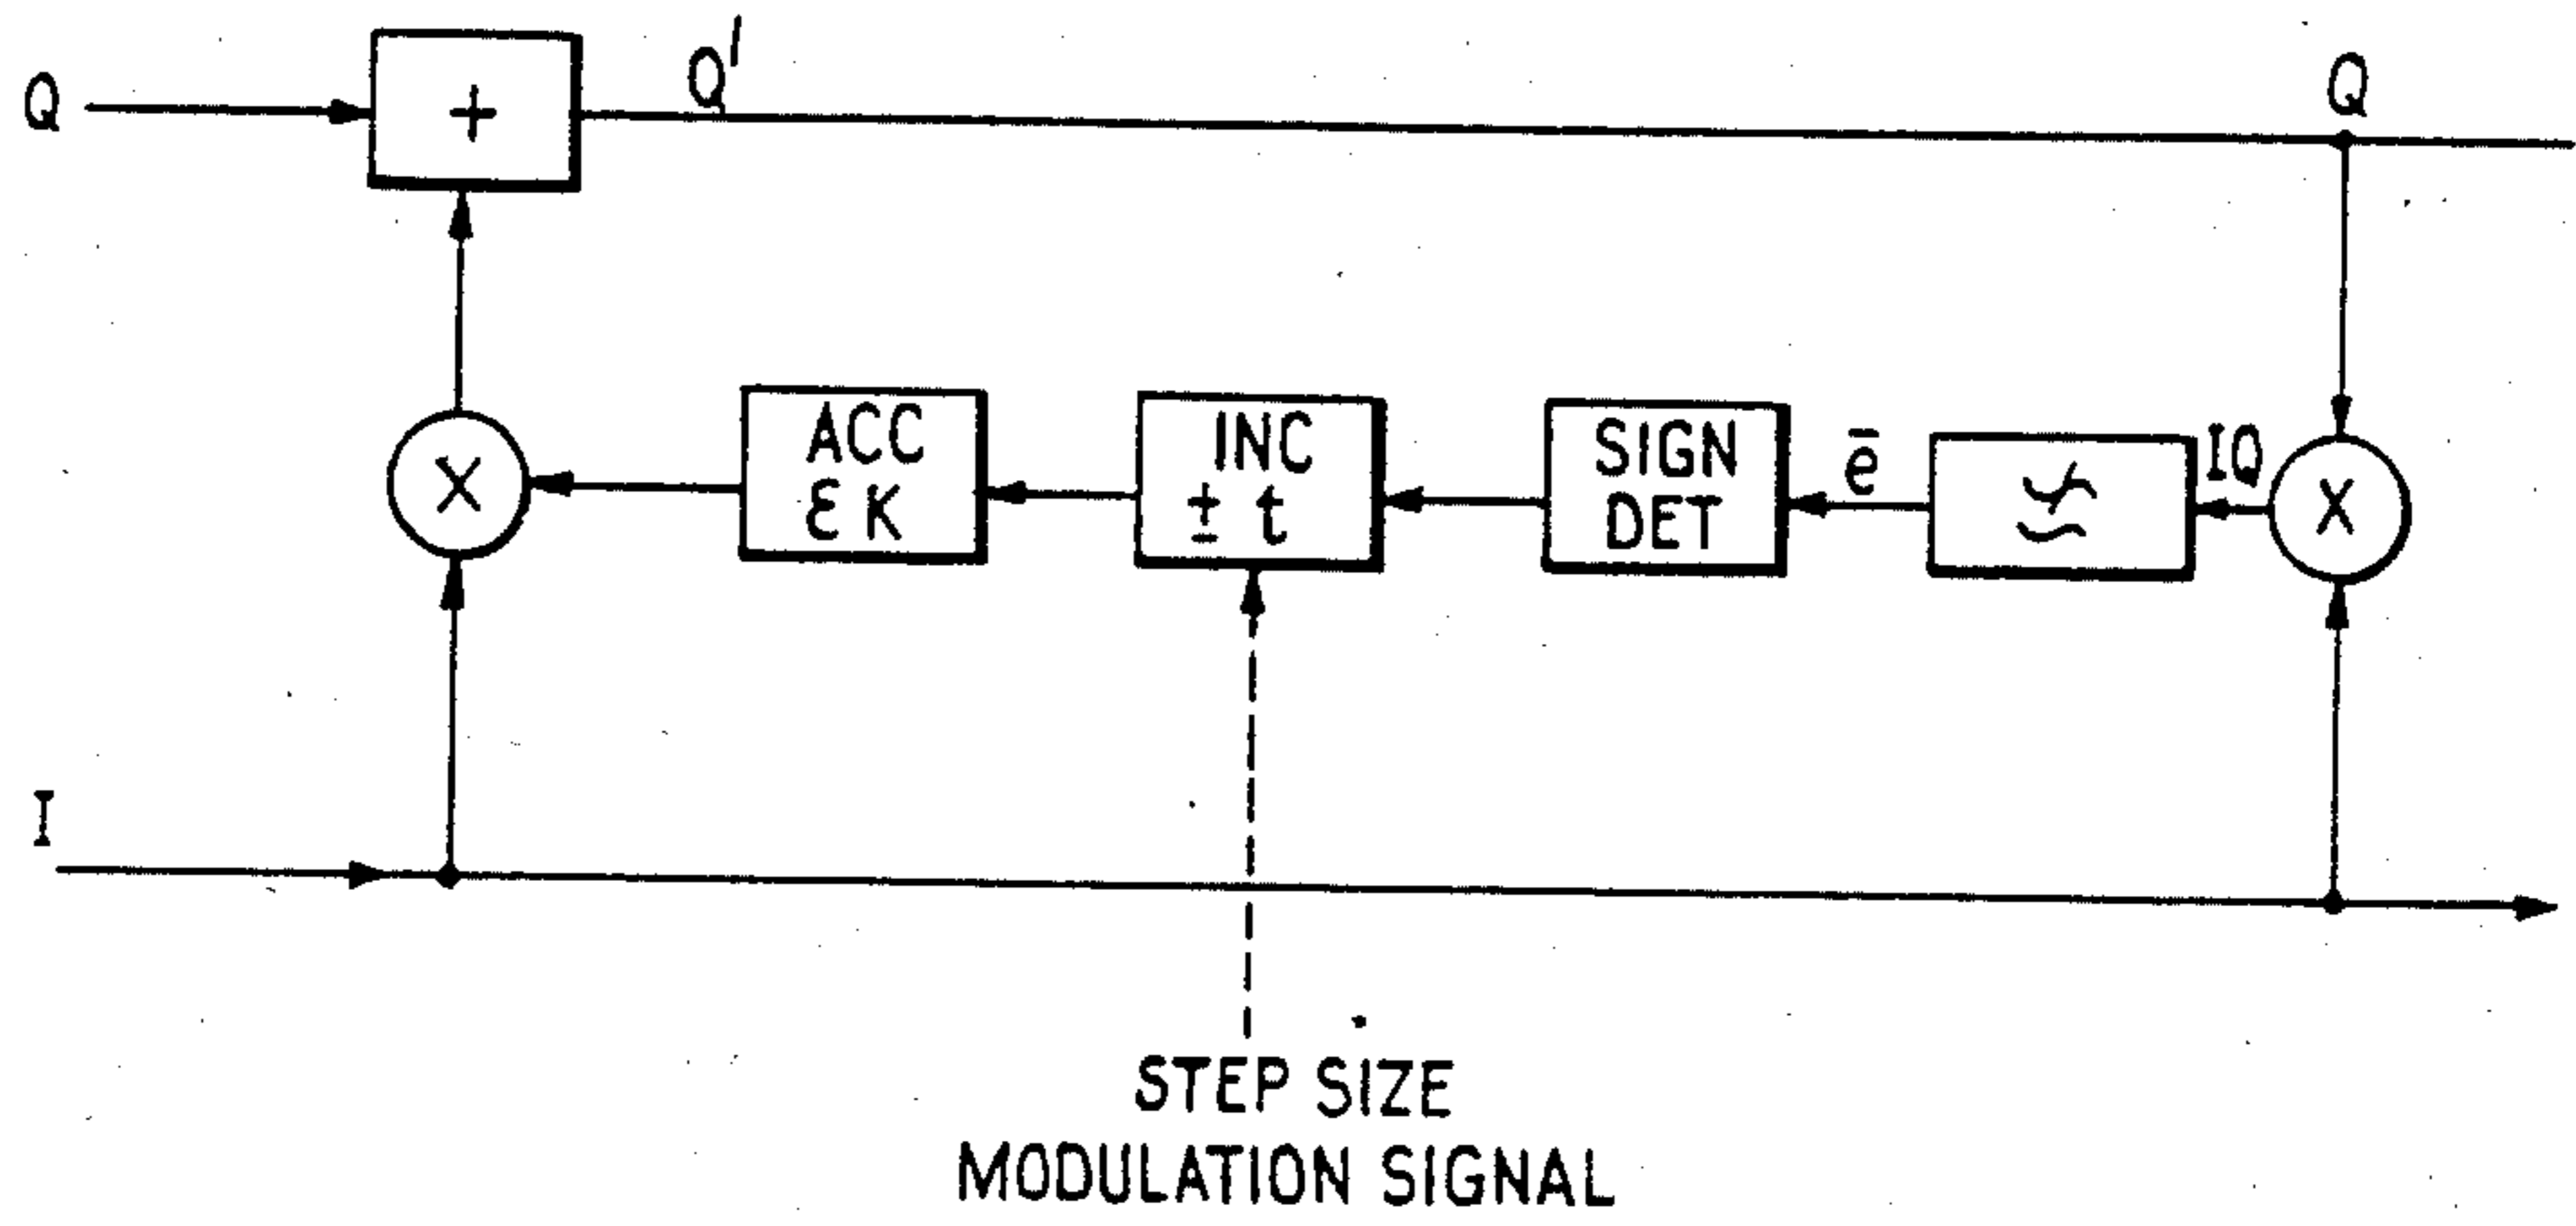 Q
+
Q'
Q
X
ACC
ε K
INC
± t
SIGN
DET
ē
IQ
X
I
STEP SIZE
MODULATION SIGNAL